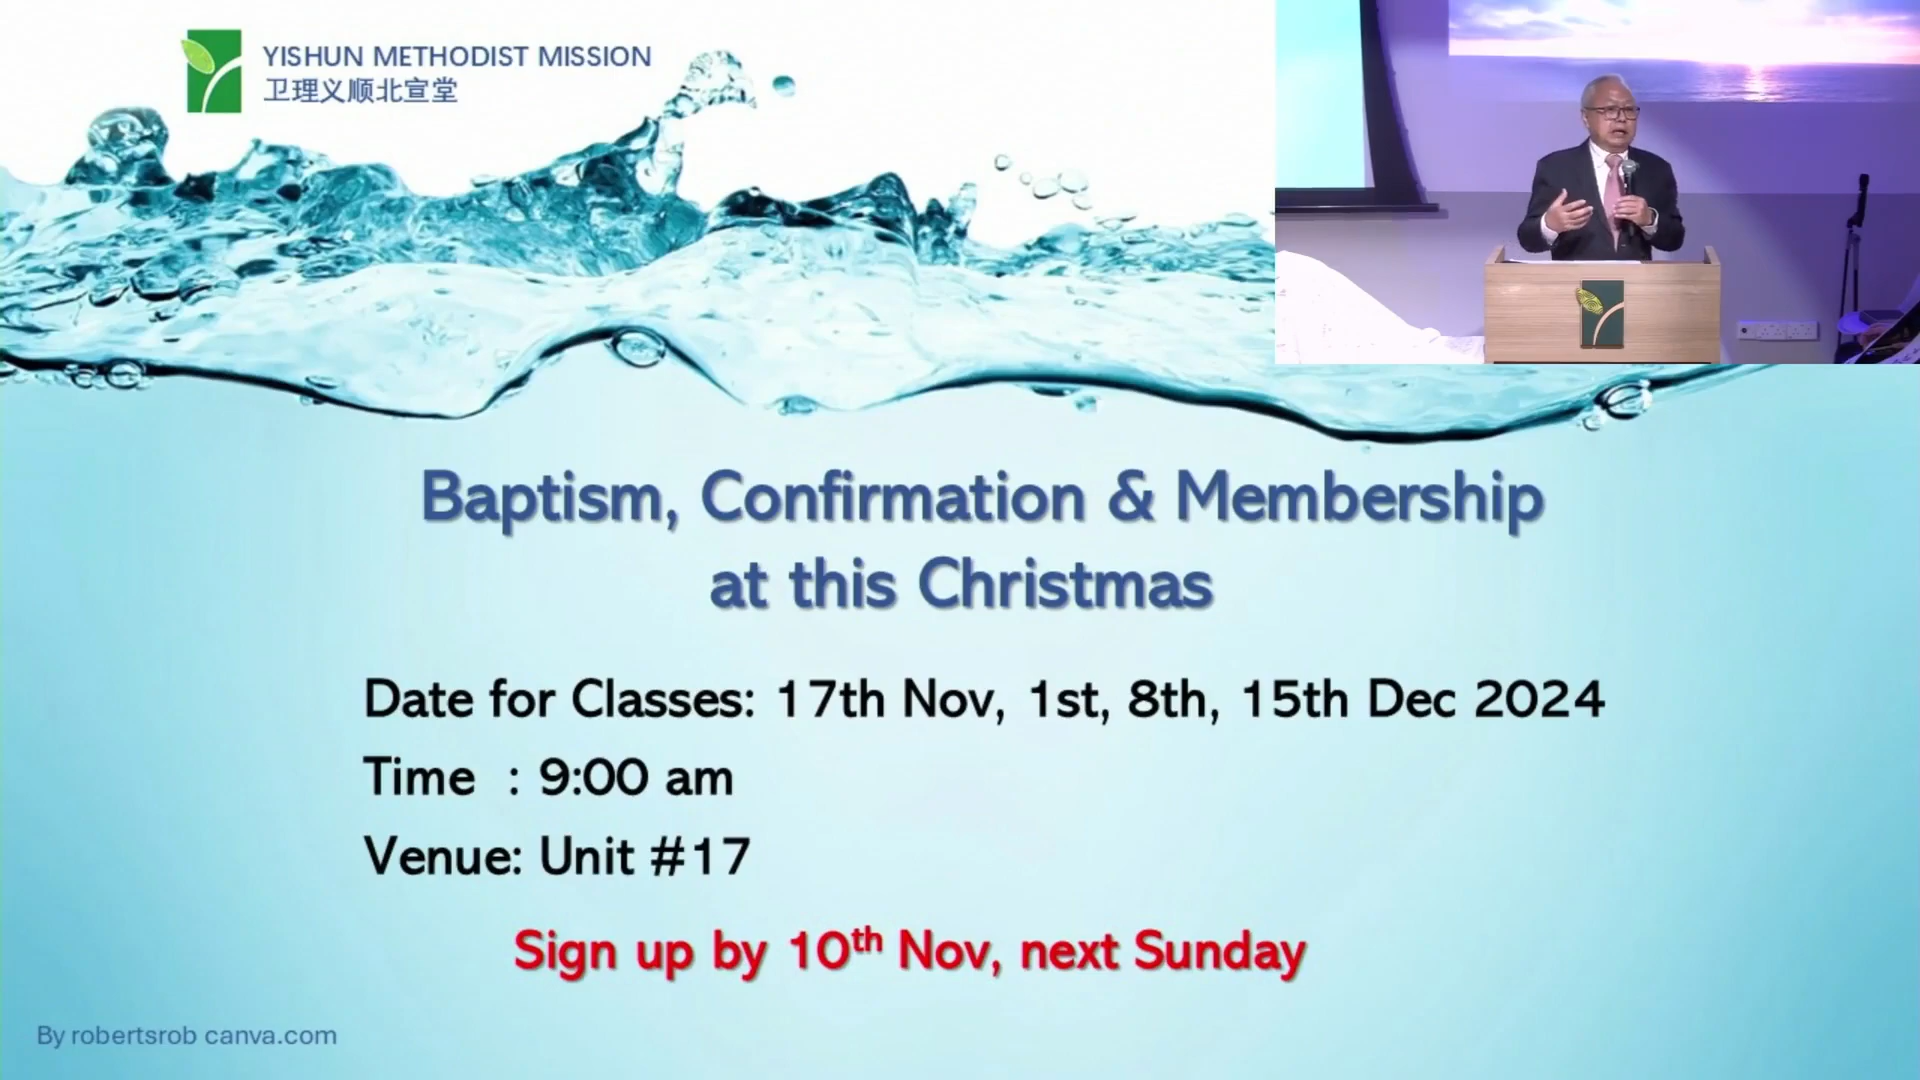 YISHUN METHODIST MISSION
卫理义顺北宣堂
Baptism, Confirmation & Membership
at this Christmas
Date for Classes: 17th Nov, 1st, 8th, 15th Dec 2024
Time : 9:00 am
Venue: Unit #17
Sign up by 10th Nov, next Sunday
By robertsrob canva.com